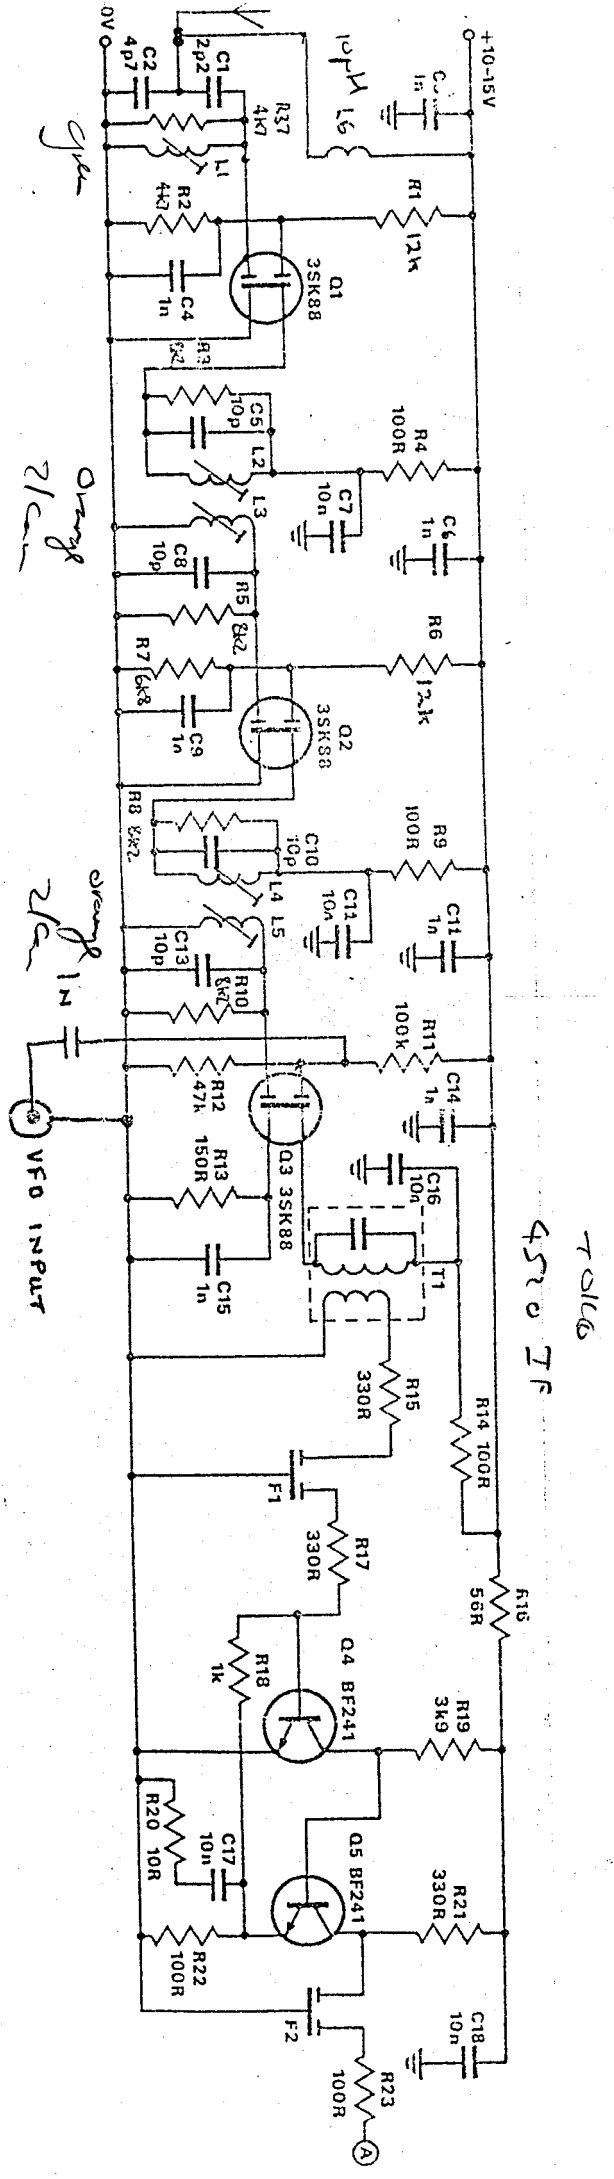 +10-15V
0V
C2
4p7
C1
2p2
R37
4k7
10µH
L6
1n
L1
R2
4k7
R1
12k
C4
1n
Q1
3SK88
R3
8k2
C5
10p
L2
L3
R4
100R
C7
10n
C6
1n
Orange
C8
10p
R5
8k2
R7
6k8
R6
12k
C9
1n
Q2
3SK88
R8 8k2
C10
10p
L4 L5
R9
100R
C11
10n
C11
1n
Orange
C13
10p
R10
8k2
1N
R11
100k
R12
47k
C14
1n
VFO INPUT
R13
150R
Q3 3SK88
C16
10n
C15
1n
T1
TOKO
4520 IF
R15
330R
R14 100R
F1
R17
330R
R16
56R
R18
1k
Q4 BF241
R19
3k9
R20 10R
C17
10n
Q5 BF241
R21
330R
R22
100R
F2
C18
10n
R23
100R
A